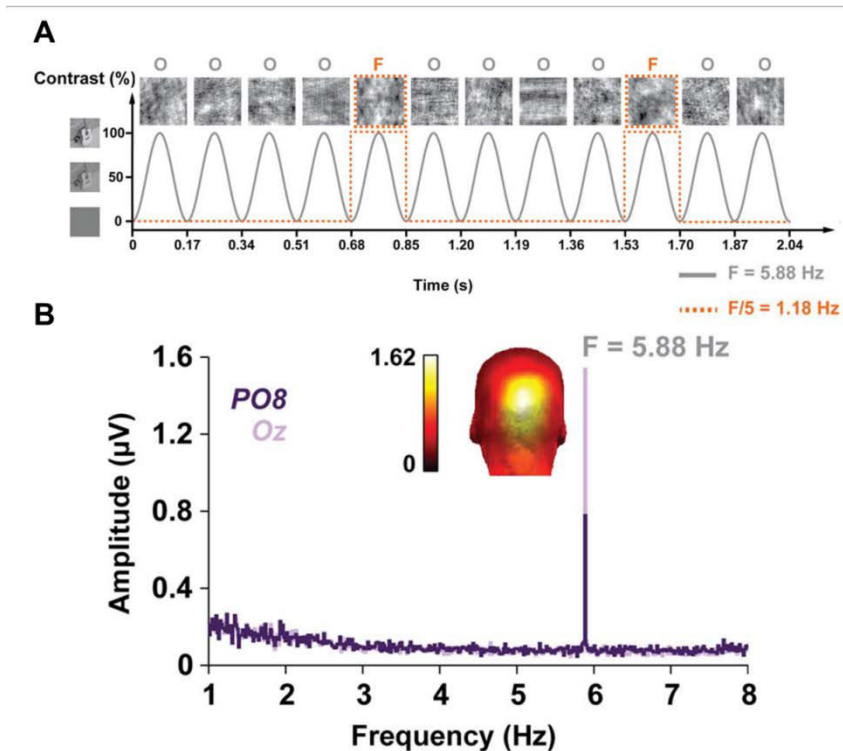 A
O O O O F O O O O F O O
Contrast (%)
100
50
0
0 0.17 0.34 0.51 0.68 0.85 1.20 1.19 1.36 1.53 1.70 1.87 2.04
Time (s)
F = 5.88 Hz
F/5 = 1.18 Hz
B
F = 5.88 Hz
1.62
0
PO8
Oz
1.6
1.2
0.8
0.4
0
Amplitude (µV)
1 2 3 4 5 6 7 8
Frequency (Hz)